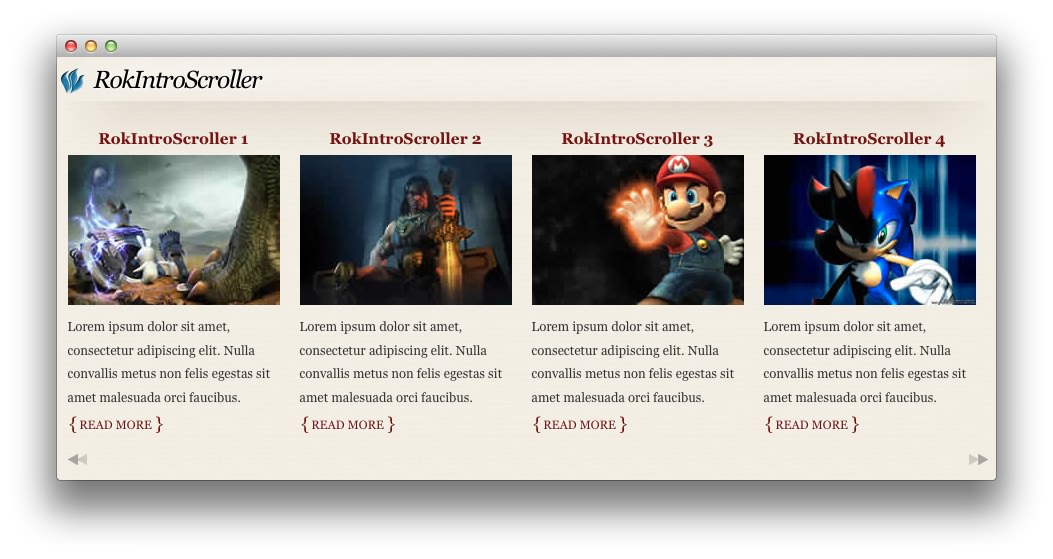 RokIntroScroller
RokIntroScroller 1
Lorem ipsum dolor sit amet,
consectetur adipiscing elit. Nulla
convallis metus non felis egestas sit
amet malesuada orci faucibus.
{ READ MORE }
RokIntroScroller 2
Lorem ipsum dolor sit amet,
consectetur adipiscing elit. Nulla
convallis metus non felis egestas sit
amet malesuada orci faucibus.
{ READ MORE }
RokIntroScroller 3
M
Lorem ipsum dolor sit amet,
consectetur adipiscing elit. Nulla
convallis metus non felis egestas sit
amet malesuada orci faucibus.
{ READ MORE }
RokIntroScroller 4
Lorem ipsum dolor sit amet,
consectetur adipiscing elit. Nulla
convallis metus non felis egestas sit
amet malesuada orci faucibus.
{ READ MORE }